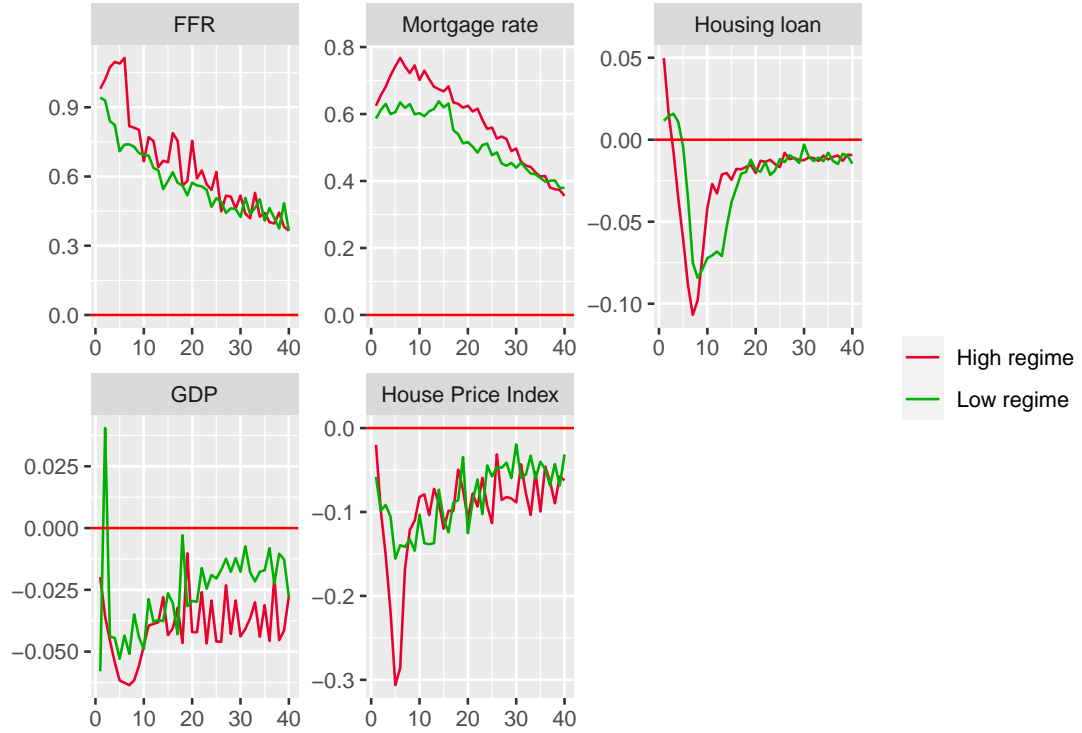 FFR
Mortgage rate
Housing loan
0.9
0.6
0.3
0.0
0 10 20 30 40
0.8
0.6
0.4
0.2
0.0
0 10 20 30 40
0.05
0.00
−0.05
−0.10
0 10 20 30 40
High regime
Low regime
GDP
House Price Index
0.025
0.000
−0.025
−0.050
0 10 20 30 40
0.0
−0.1
−0.2
−0.3
0 10 20 30 40